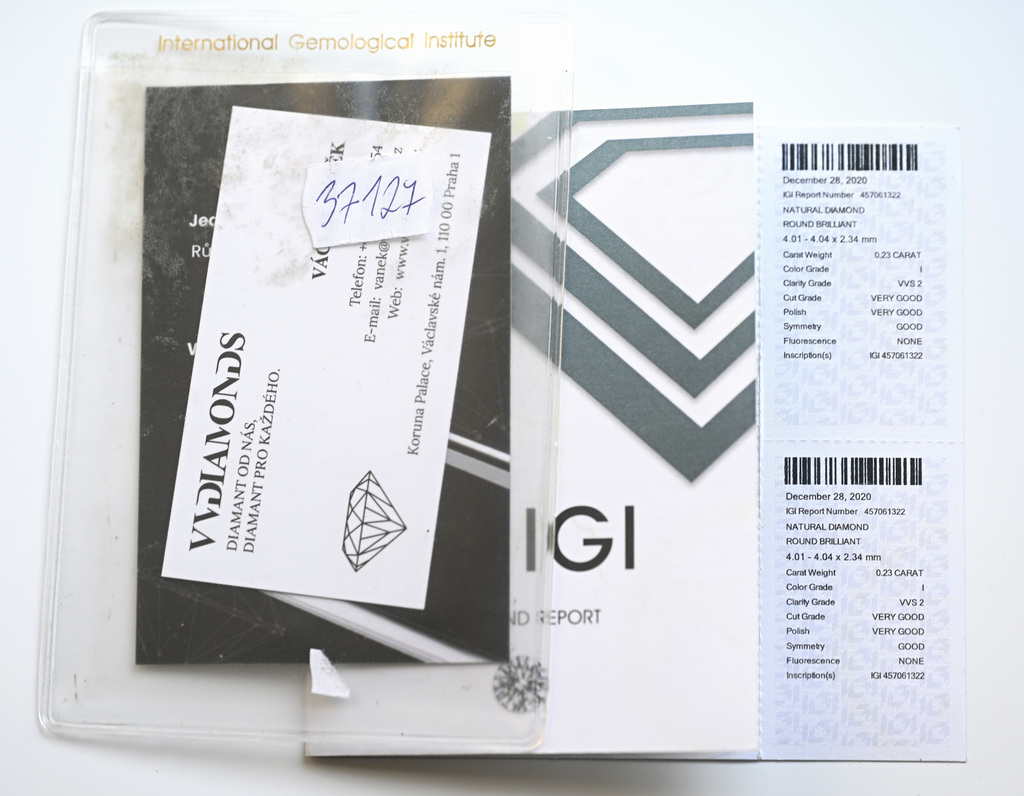 International Gemological Institute
37127
Telefon:
E-mail: vanek@
Web: www.
Koruna Palace, Václavské nám. 1, 110 00 Praha 1
VVDIAMONDS
DIAMANT OD NÁS,
DIAMANT PRO KAŽDÉHO.
IGI
REPORT
December 28, 2020
IGI Report Number 457061322
NATURAL DIAMOND
ROUND BRILLIANT
4.01 - 4.04 x 2.34 mm
Carat Weight 0.23 CARAT
Color Grade I
Clarity Grade VVS 2
Cut Grade VERY GOOD
Polish VERY GOOD
Symmetry GOOD
Fluorescence NONE
Inscription(s) IGI 457061322
December 28, 2020
IGI Report Number 457061322
NATURAL DIAMOND
ROUND BRILLIANT
4.01 - 4.04 x 2.34 mm
Carat Weight 0.23 CARAT
Color Grade I
Clarity Grade VVS 2
Cut Grade VERY GOOD
Polish VERY GOOD
Symmetry GOOD
Fluorescence NONE
Inscription(s) IGI 457061322